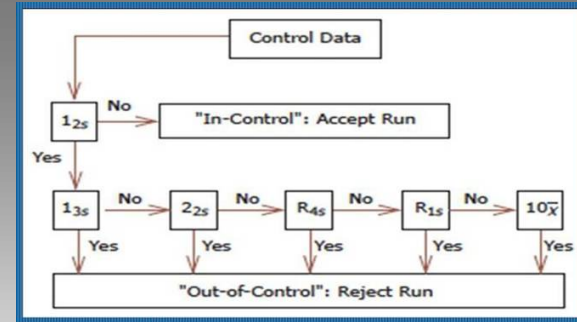 Control Data
1₂ₛ
No
"In-Control": Accept Run
Yes
1₃ₛ
No
2₂ₛ
No
R₄ₛ
No
R₁ₛ
No
10x̅
Yes
Yes
Yes
Yes
Yes
"Out-of-Control": Reject Run